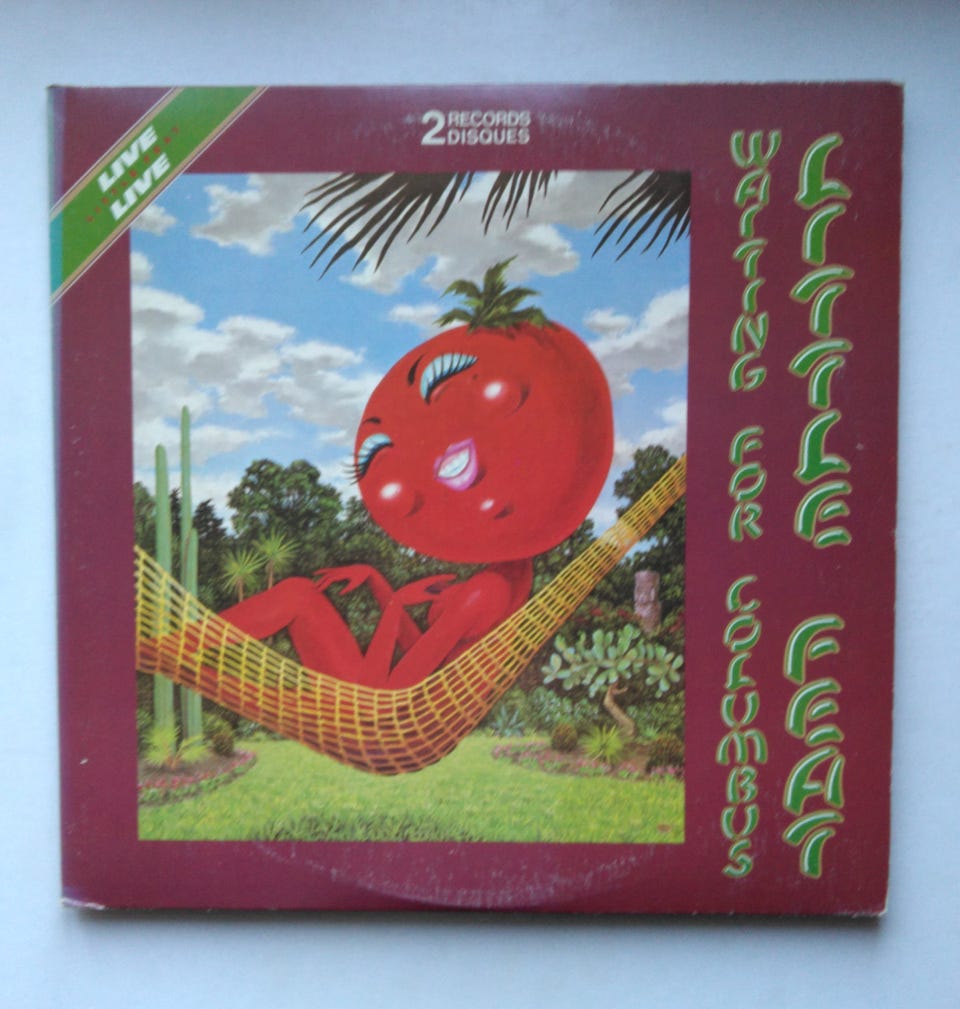 LIVE
LIVE
2 RECORDS
DISQUES
WAITING FOR COLUMBUS
LITTLE FEAT